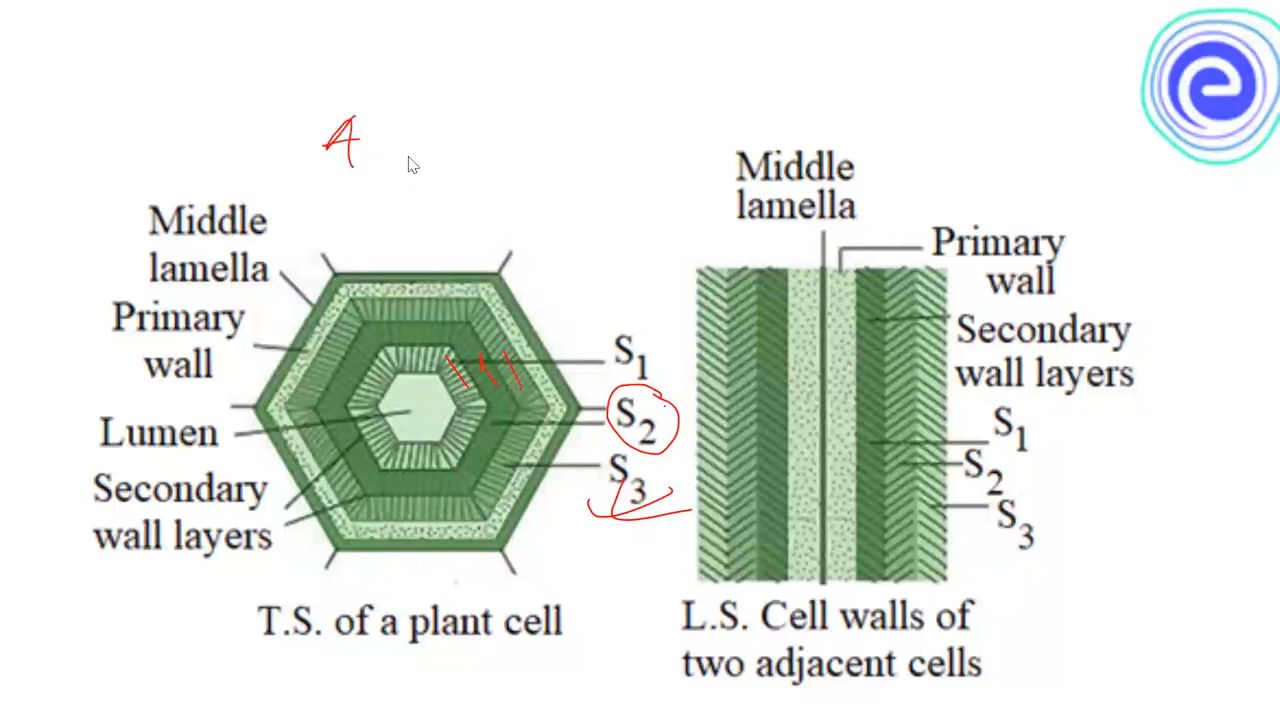 A
Middle
lamella
Primary
wall
Lumen
Secondary
wall layers
S1
S2
S3
T.S. of a plant cell
Middle
lamella
Primary
wall
Secondary
wall layers
S1
S2
S3
L.S. Cell walls of
two adjacent cells